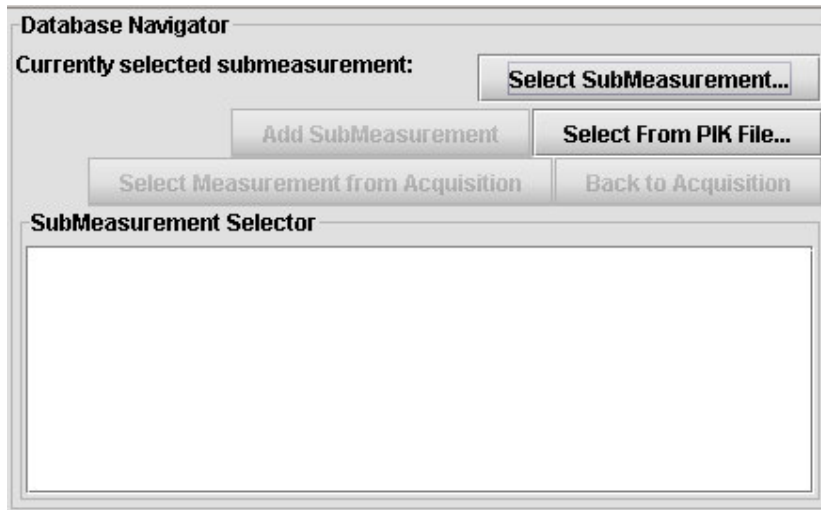 Database Navigator
Currently selected submeasurement:
Select SubMeasurement...
Add SubMeasurement
Select From PIK File...
Select Measurement from Acquisition
Back to Acquisition
SubMeasurement Selector